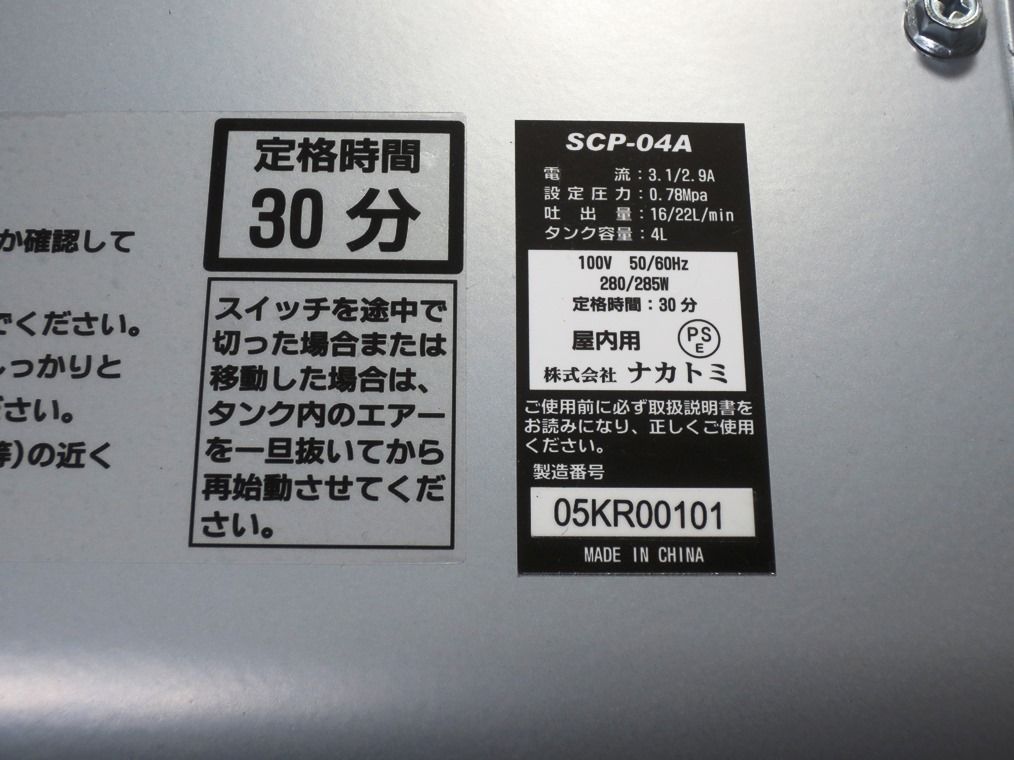 か確認して
でください。
しっかりと
ださい。
等)の近く
定格時間
30 分
スイッチを途中で
切った場合または
移動した場合は、
タンク内のエアー
を一旦抜いてから
再始動させてくだ
さい。
SCP-04A
電流:3.1/2.9A
設定圧力:0.78Mpa
吐出量:16/22L/min
タンク容量:4L
100V 50/60Hz
280/285W
定格時間:30 分
屋内用
PS
E
株式会社 ナカトミ
ご使用前に必ず取扱説明書を
お読みになり、正しくご使用
ください。
製造番号
05KR00101
MADE IN CHINA